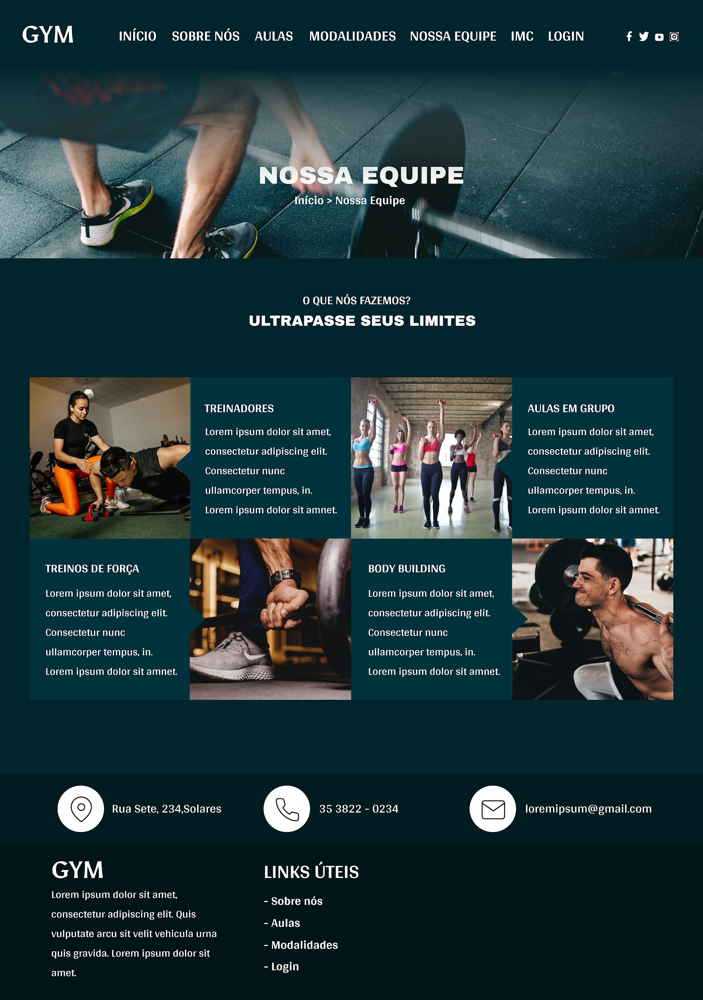 GYM
INÍCIO SOBRE NÓS AULAS MODALIDADES NOSSA EQUIPE IMC LOGIN
NOSSA EQUIPE
Início > Nossa Equipe
O QUE NÓS FAZEMOS?
ULTRAPASSE SEUS LIMITES
TREINADORES
Lorem ipsum dolor sit amet,
consectetur adipiscing elit.
Consectetur nunc
ullamcorper tempus, in.
Lorem ipsum dolor sit amnet.
AULAS EM GRUPO
Lorem ipsum dolor sit amet,
consectetur adipiscing elit.
Consectetur nunc
ullamcorper tempus, in.
Lorem ipsum dolor sit amnet.
TREINOS DE FORÇA
Lorem ipsum dolor sit amet,
consectetur adipiscing elit.
Consectetur nunc
ullamcorper tempus, in.
Lorem ipsum dolor sit amnet.
BODY BUILDING
Lorem ipsum dolor sit amet,
consectetur adipiscing elit.
Consectetur nunc
ullamcorper tempus, in.
Lorem ipsum dolor sit amnet.
Rua Sete, 234,Solares
35 3822 - 0234
loremipsum@gmail.com
GYM
Lorem ipsum dolor sit amet,
consectetur adipiscing elit. Quis
vulputate arcu sit velit vehicula urna
quis gravida. Lorem ipsum dolor sit
amet.
LINKS ÚTEIS
- Sobre nós
- Aulas
- Modalidades
- Login